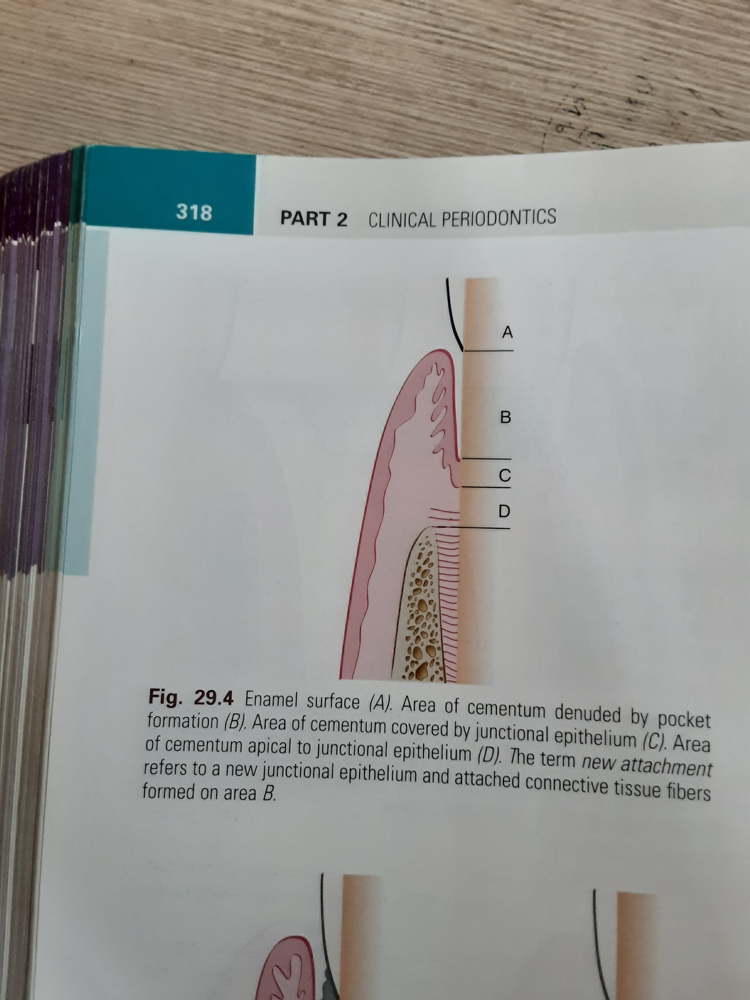 318 PART 2 CLINICAL PERIODONTICS
A
B
C
D
Fig. 29.4 Enamel surface (A). Area of cementum denuded by pocket
formation (B). Area of cementum covered by junctional epithelium (C). Area
of cementum apical to junctional epithelium (D). The term new attachment
refers to a new junctional epithelium and attached connective tissue fibers
formed on area B.